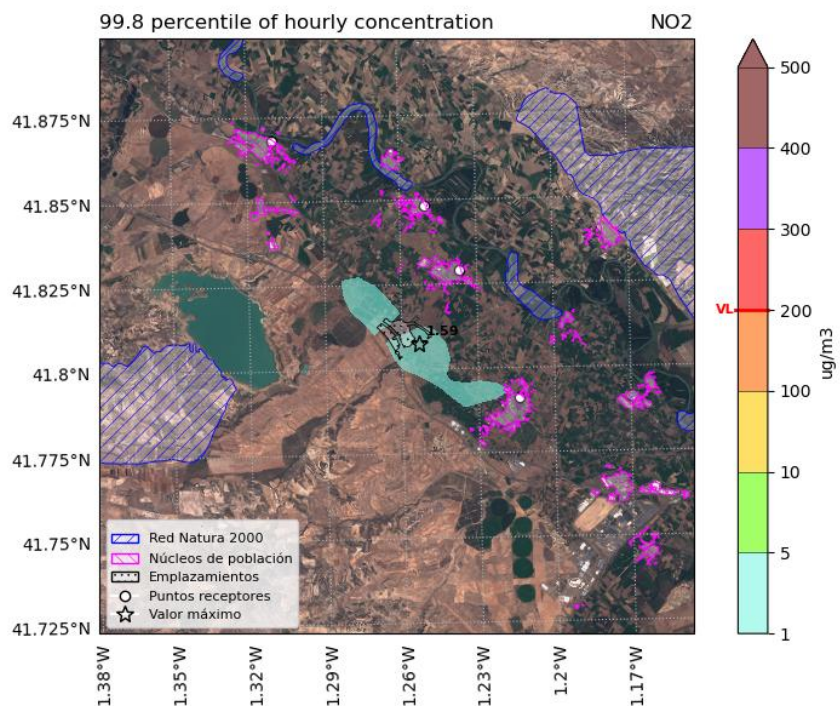 99.8 percentile of hourly concentration NO2
41.875°N
41.85°N
41.825°N
41.8°N
41.775°N
41.75°N
41.725°N
1.59
Red Natura 2000
Núcleos de población
Emplazamientos
Puntos receptores
Valor máximo
1.38°W
1.35°W
1.32°W
1.29°W
1.26°W
1.23°W
1.2°W
1.17°W
500
400
300
VL 200
100
10
5
1
ug/m3